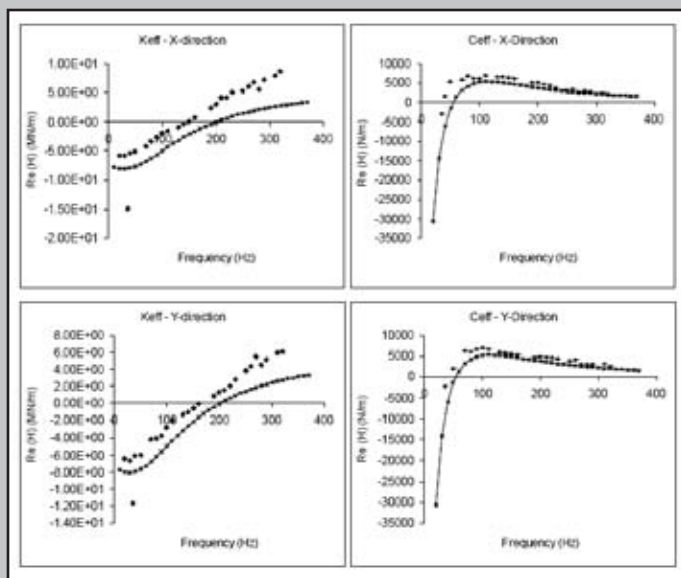 Keff - X-direction
1.00E+01
5.00E+00
0.00E+00
-5.00E+00
-1.00E+01
-1.50E+01
-2.00E+01
0 100 200 300 400
Re (H) (MN/m)
Frequency (Hz)
Ceff - X-Direction
10000
5000
0
-5000
-10000
-15000
-20000
-25000
-30000
-35000
0 100 200 300 400
Re (H) (N/m)
Frequency (Hz)
Keff - Y-direction
8.00E+00
6.00E+00
4.00E+00
2.00E+00
0.00E+00
-2.00E+00
-4.00E+00
-6.00E+00
-8.00E+00
-1.00E+01
-1.20E+01
-1.40E+01
0 100 200 300 400
Re (H) (MN/m)
Frequency (Hz)
Ceff - Y-Direction
10000
5000
0
-5000
-10000
-15000
-20000
-25000
-30000
-35000
0 100 200 300 400
Re (H) (N/m)
Frequency (Hz)